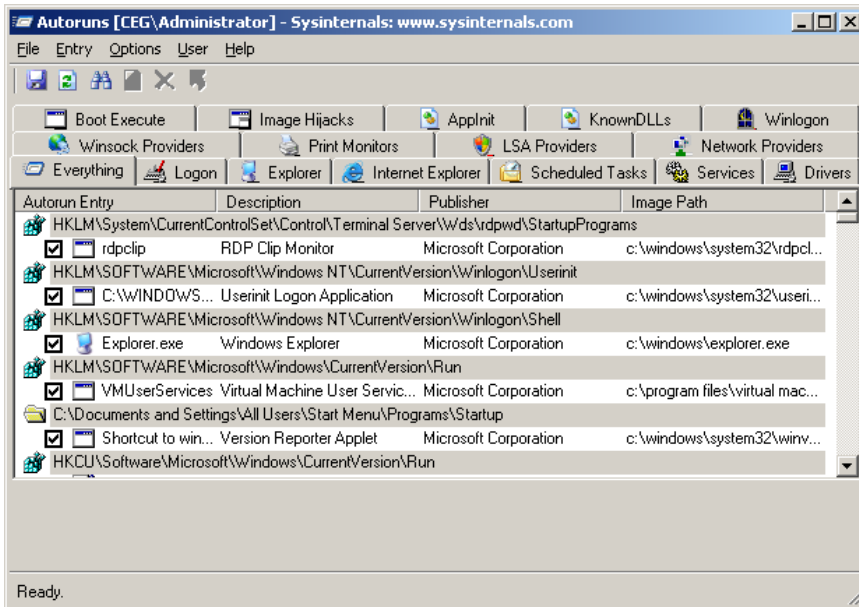 Autoruns [CEG\Administrator] - Sysinternals: www.sysinternals.com
File Entry Options User Help
Boot Execute Image Hijacks AppInit KnownDLLs Winlogon
Winsock Providers Print Monitors LSA Providers Network Providers
Everything Logon Explorer Internet Explorer Scheduled Tasks Services Drivers
Autorun Entry Description Publisher Image Path
HKLM\System\CurrentControlSet\Control\Terminal Server\Wds\rdpwd\StartupPrograms
rdpclip RDP Clip Monitor Microsoft Corporation c:\windows\system32\rdpcl...
HKLM\SOFTWARE\Microsoft\Windows NT\CurrentVersion\Winlogon\Userinit
C:\WINDOWS... Userinit Logon Application Microsoft Corporation c:\windows\system32\useri...
HKLM\SOFTWARE\Microsoft\Windows NT\CurrentVersion\Winlogon\Shell
Explorer.exe Windows Explorer Microsoft Corporation c:\windows\explorer.exe
HKLM\SOFTWARE\Microsoft\Windows\CurrentVersion\Run
VMUserServices Virtual Machine User Servic... Microsoft Corporation c:\program files\virtual mac...
C:\Documents and Settings\All Users\Start Menu\Programs\Startup
Shortcut to win... Version Reporter Applet Microsoft Corporation c:\windows\system32\winv...
HKCU\Software\Microsoft\Windows\CurrentVersion\Run
Ready.